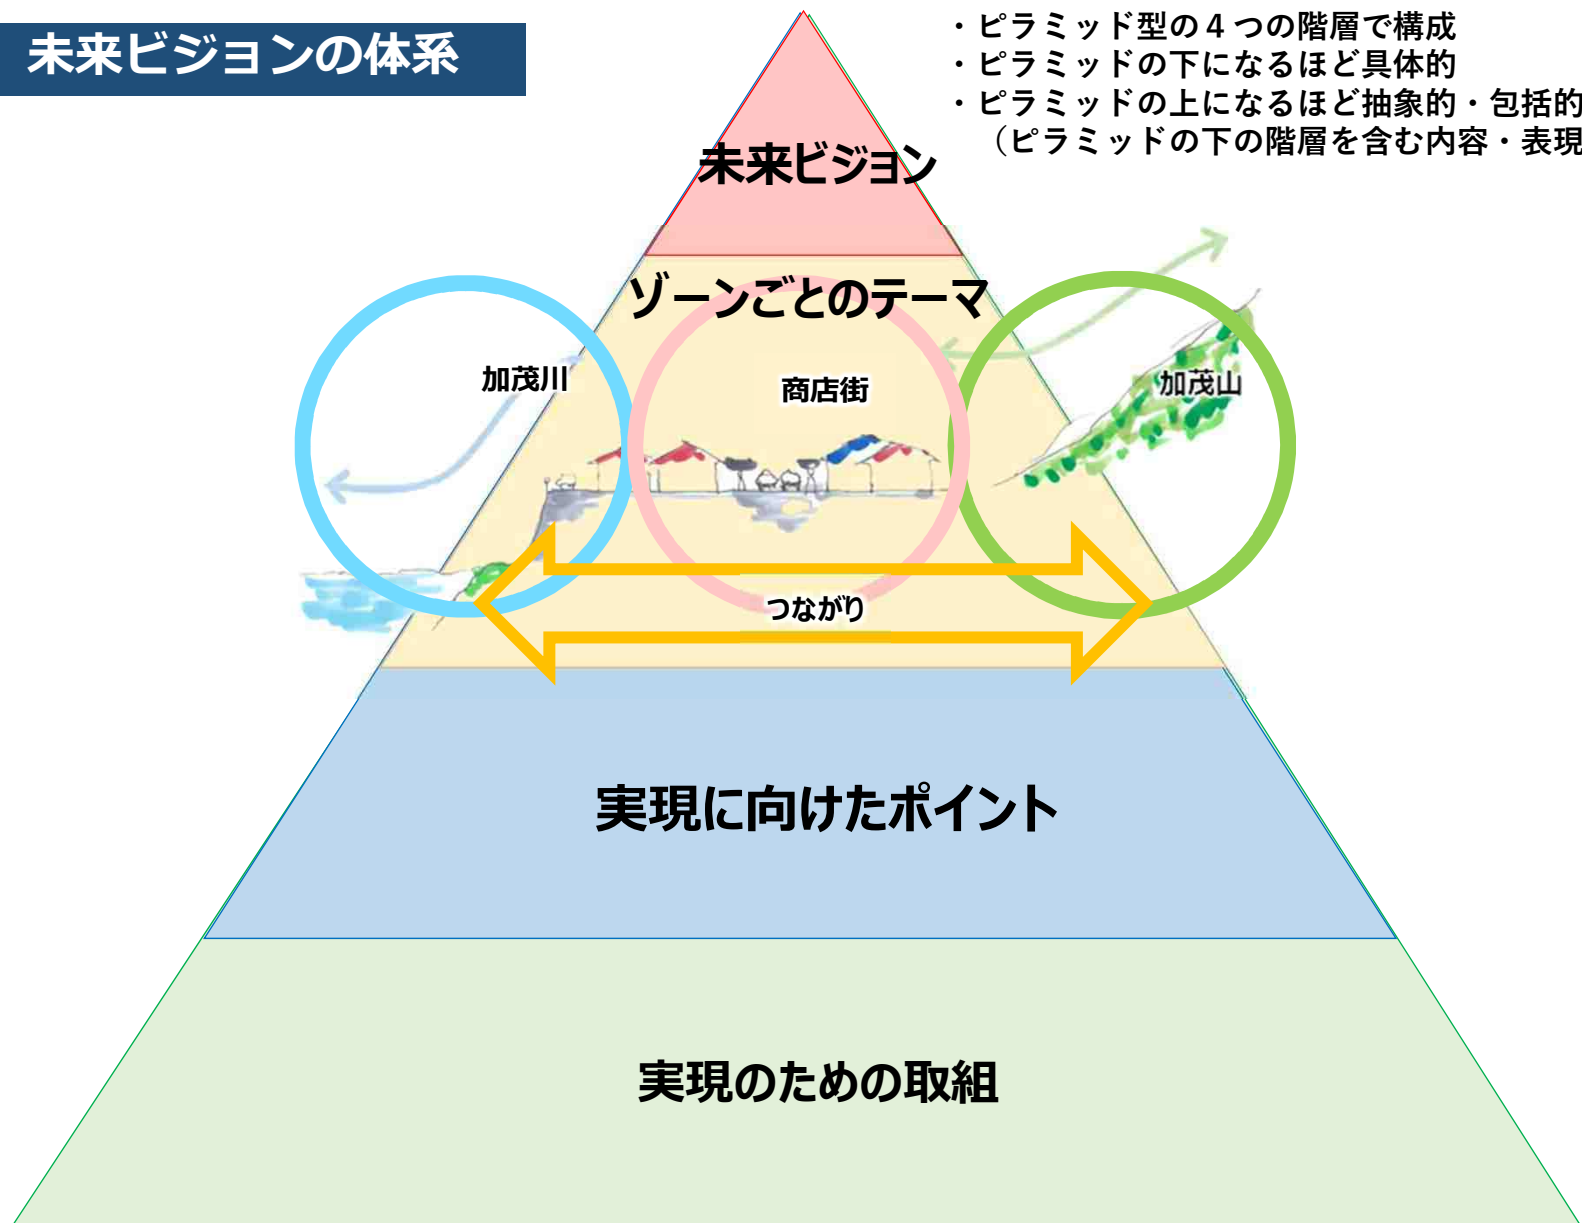 未来ビジョンの体系
・ピラミッド型の４つの階層で構成
・ピラミッドの下になるほど具体的
・ピラミッドの上になるほど抽象的・包括的
（ピラミッドの下の階層を含む内容・表現
未来ビジョン
ゾーンごとのテーマ
加茂川
商店街
加茂山
つながり
実現に向けたポイント
実現のための取組